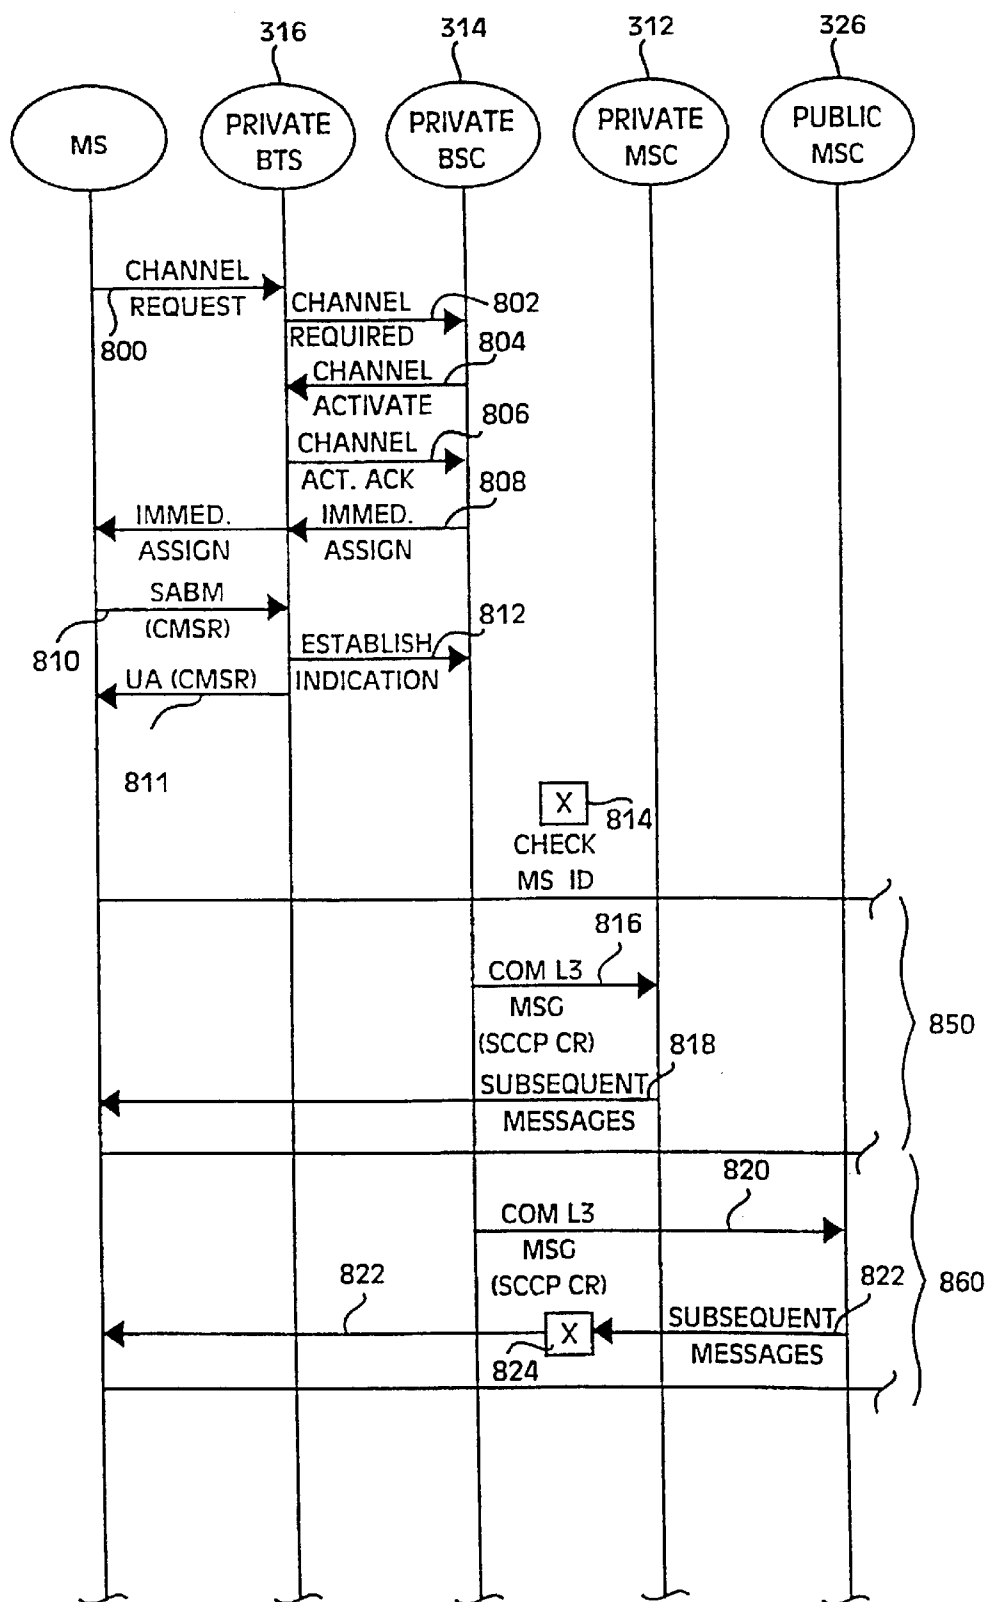 316
314
312
326
MS
PRIVATE
BTS
PRIVATE
BSC
PRIVATE
MSC
PUBLIC
MSC
CHANNEL
REQUEST
800
CHANNEL
REQUIRED
802
CHANNEL
ACTIVATE
804
CHANNEL
ACT. ACK
806
IMMED.
ASSIGN
IMMED.
ASSIGN
808
SABM
(CMSR)
810
ESTABLISH
INDICATION
812
UA (CMSR)
811
X
814
CHECK
MS ID
816
COM L3
MSG
(SCCP CR)
850
818
SUBSEQUENT
MESSAGES
820
COM L3
MSG
(SCCP CR)
860
822
822
SUBSEQUENT
MESSAGES
X
824